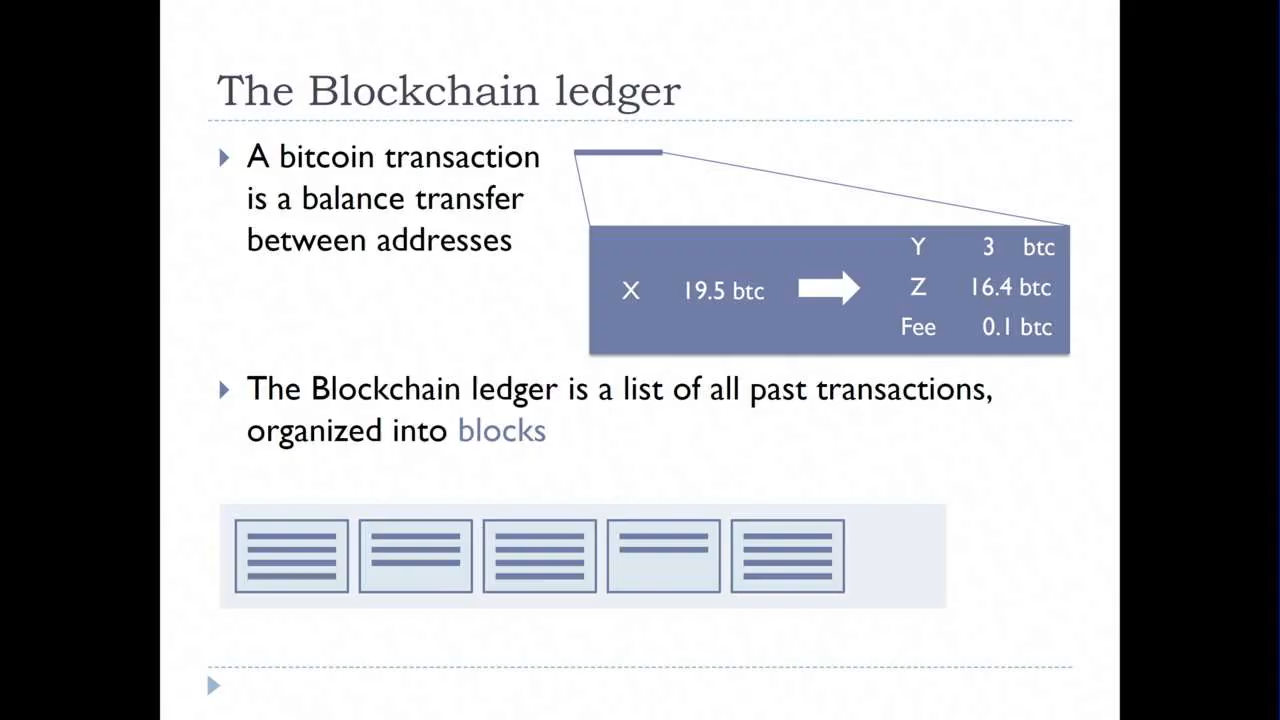 The Blockchain ledger
A bitcoin transaction
is a balance transfer
between addresses
X 19.5 btc
Y 3 btc
Z 16.4 btc
Fee 0.1 btc
The Blockchain ledger is a list of all past transactions,
organized into blocks